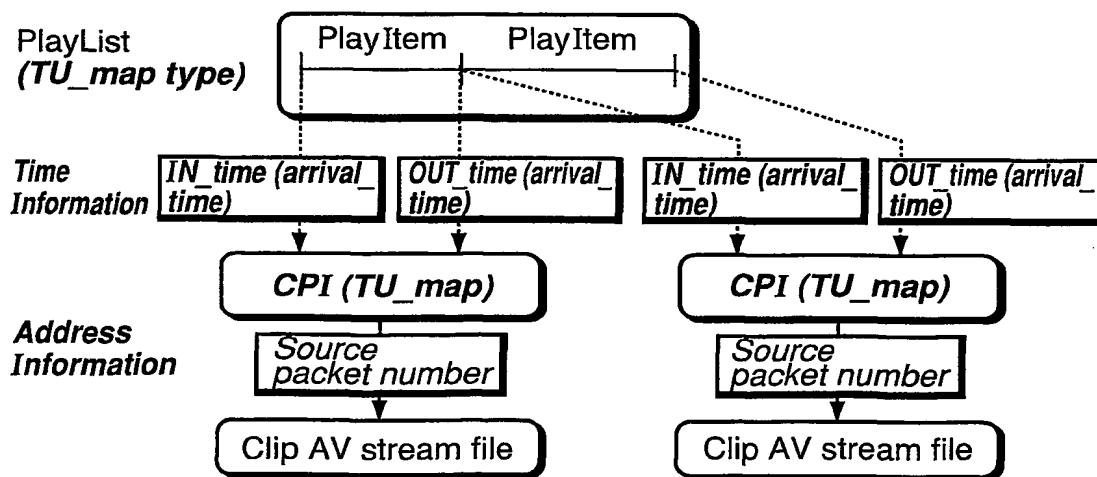 PlayList
(TU_map type)
PlayItem PlayItem
Time
Information
IN_time (arrival_
time)
OUT_time (arrival_
time)
IN_time (arrival_
time)
OUT_time (arrival_
time)
CPI (TU_map)
CPI (TU_map)
Address
Information
Source
packet number
Source
packet number
Clip AV stream file
Clip AV stream file